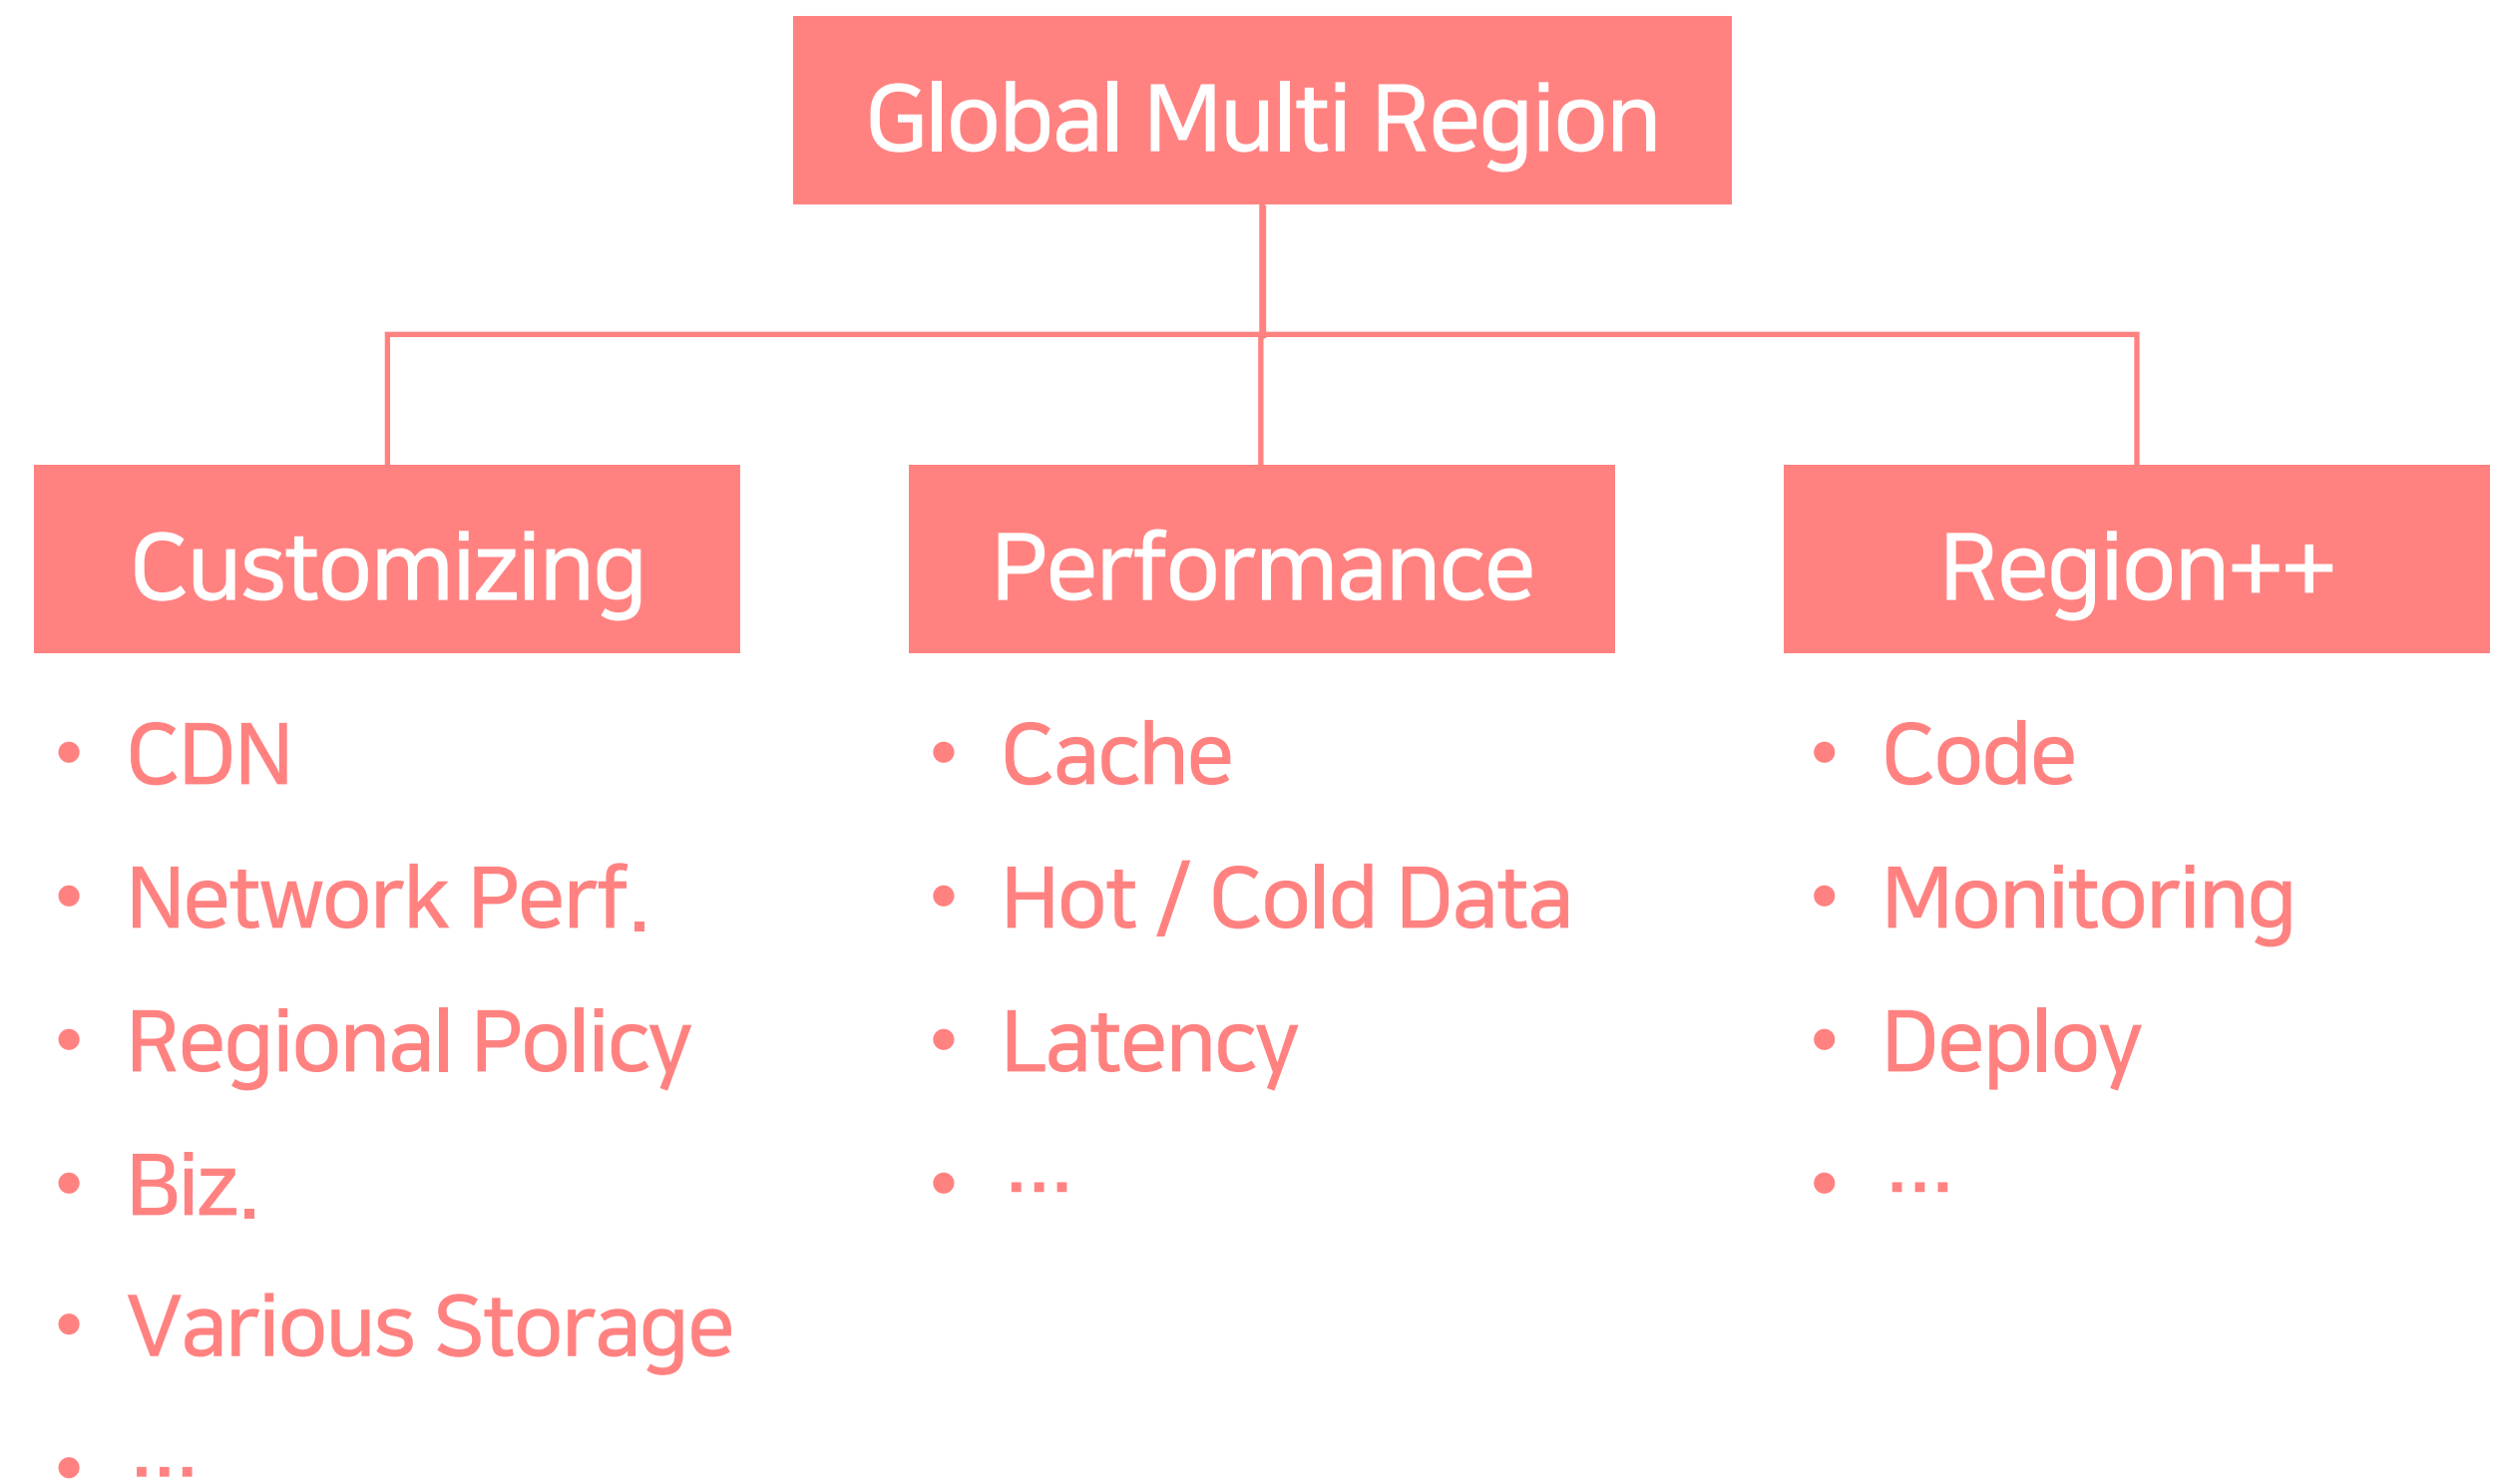 Global Multi Region
Customizing
Performance
Region++
• CDN
• Network Perf.
• Regional Policy
• Biz.
• Various Storage
• ...
• Cache
• Hot / Cold Data
• Latency
• ...
• Code
• Monitoring
• Deploy
• ...